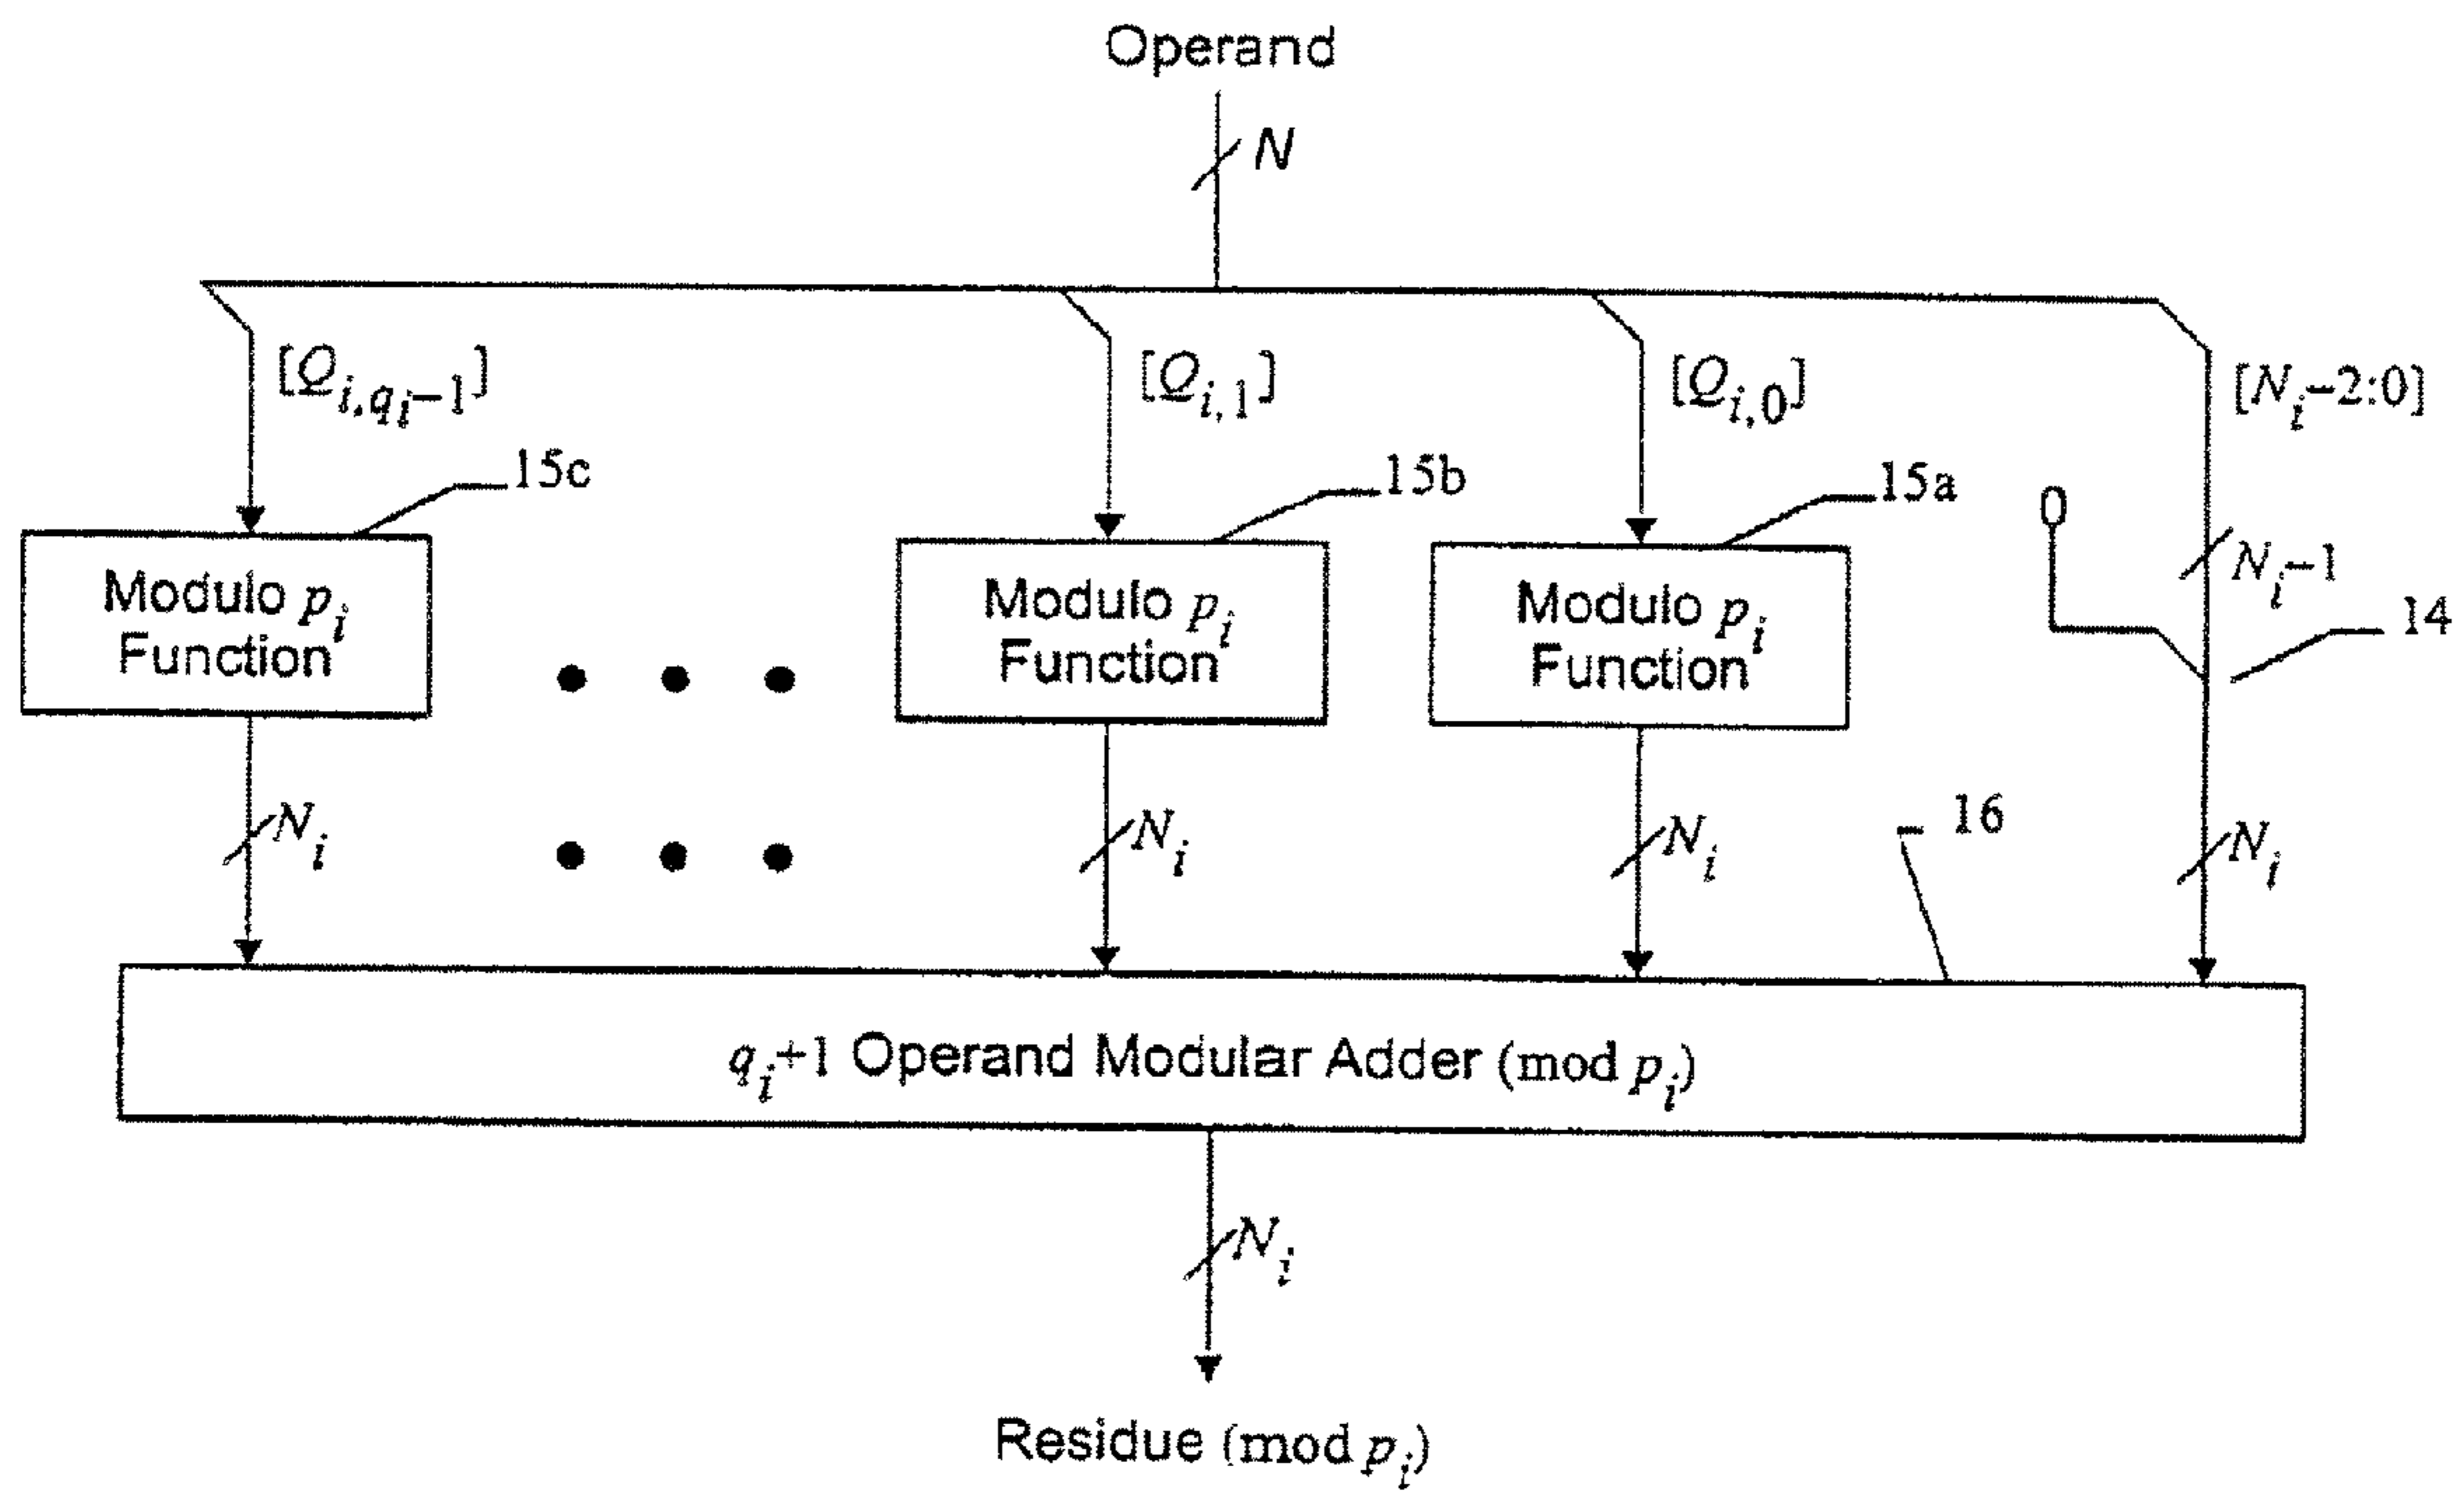 Operand
N
[Q_{i,q_i-1}]
[Q_{i,1}]
[Q_{i,0}]
[N_i-2:0]
15c
15b
15a
0
Modulo p_i
Function
Modulo p_i
Function
Modulo p_i
Function
N_i-1
14
N_i
N_i
N_i
16
N_i
q_i+1 Operand Modular Adder (mod p_i)
N_i
Residue (mod p_i)